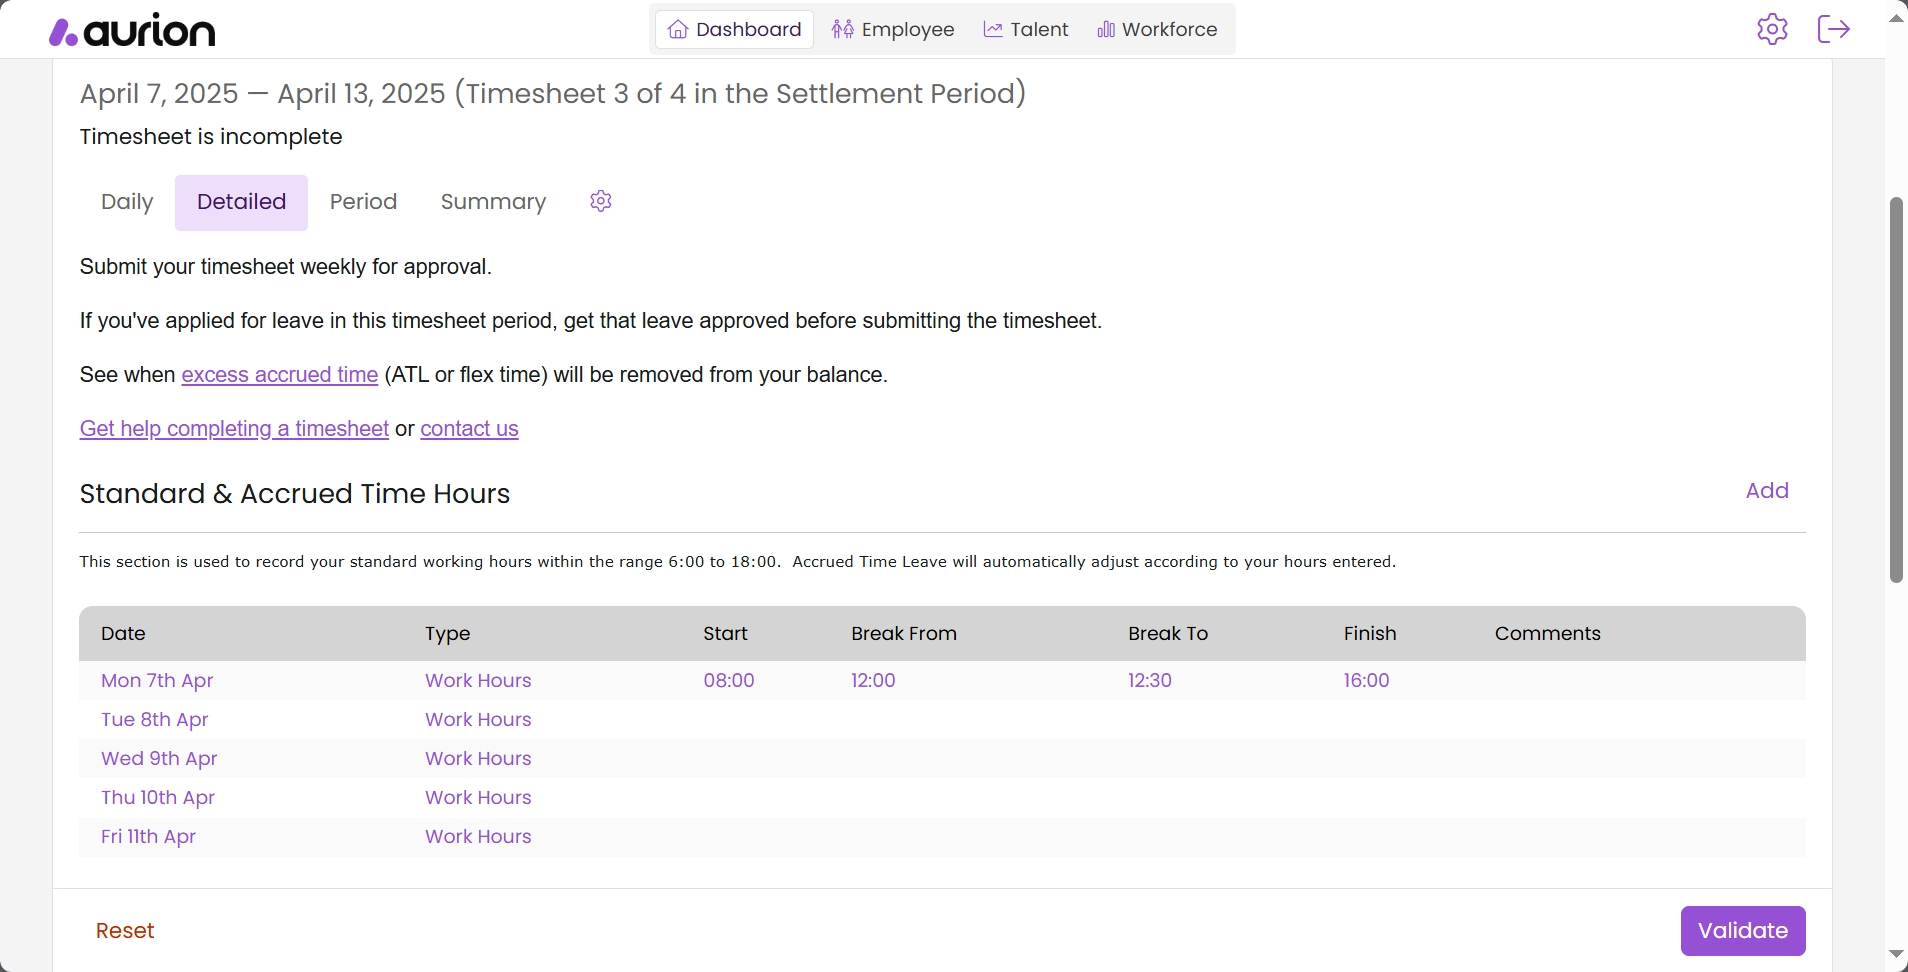 aurion
Dashboard Employee Talent Workforce
April 7, 2025 — April 13, 2025 (Timesheet 3 of 4 in the Settlement Period)
Timesheet is incomplete
Daily Detailed Period Summary
Submit your timesheet weekly for approval.
If you've applied for leave in this timesheet period, get that leave approved before submitting the timesheet.
See when excess accrued time (ATL or flex time) will be removed from your balance.
Get help completing a timesheet or contact us
Standard & Accrued Time Hours Add
This section is used to record your standard working hours within the range 6:00 to 18:00. Accrued Time Leave will automatically adjust according to your hours entered.
Date Type Start Break From Break To Finish Comments
Mon 7th Apr Work Hours 08:00 12:00 12:30 16:00
Tue 8th Apr Work Hours
Wed 9th Apr Work Hours
Thu 10th Apr Work Hours
Fri 11th Apr Work Hours
Reset Validate